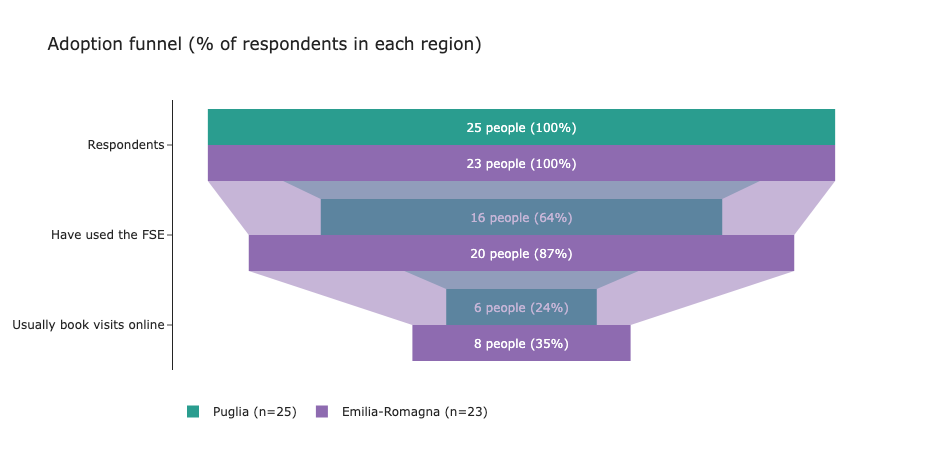 Adoption funnel (% of respondents in each region)
Respondents
25 people (100%)
23 people (100%)
Have used the FSE
16 people (64%)
20 people (87%)
Usually book visits online
6 people (24%)
8 people (35%)
Puglia (n=25)
Emilia-Romagna (n=23)